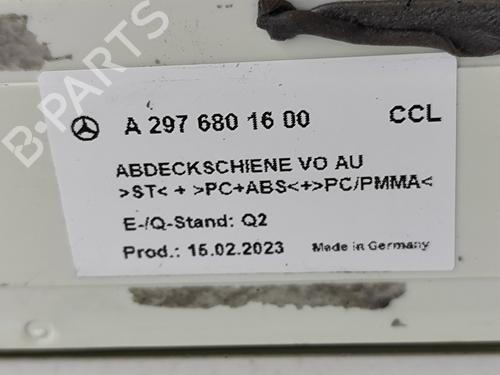 A 297 680 16 00 CCL
ABDECKSCHIENE VO AU
>ST< + >PC+ABS<+>PC/PMMA<
E-/Q-Stand: Q2
Prod.: 15.02.2023 Made in Germany
B-PARTS